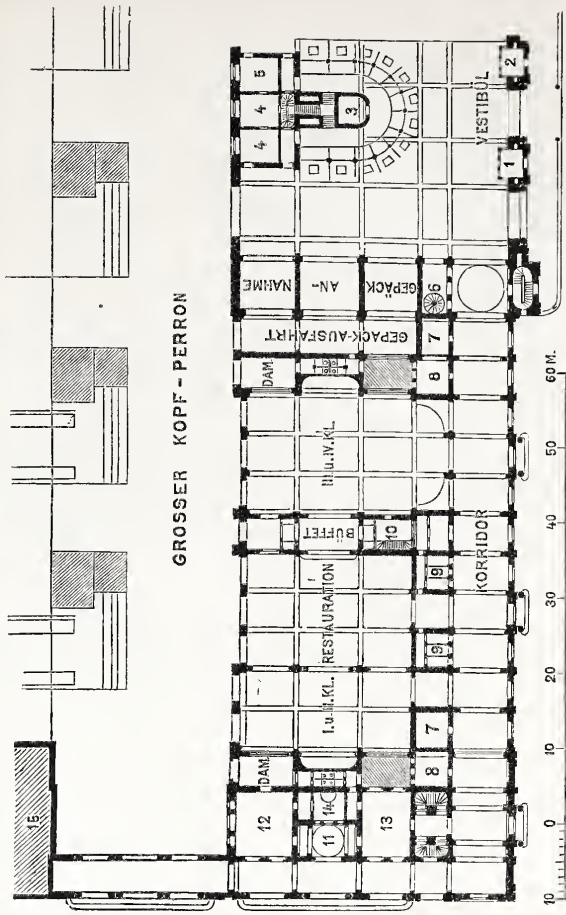 15
GROSSER KOPF-PERRON
12
DAM.
DAM.
4
4
5
11
14
I.u.II.KL. RESTAURATION
BÜFFET
III.u.IV.KL.
GEPÄCK-AUSFAHRT
GEPÄCK
AN-
NAHME
13
10
3
8
7
9
9
8
7
6
KORRIDOR
VESTIBÜL
1
2
10 0 10 20 30 40 50 60 M.